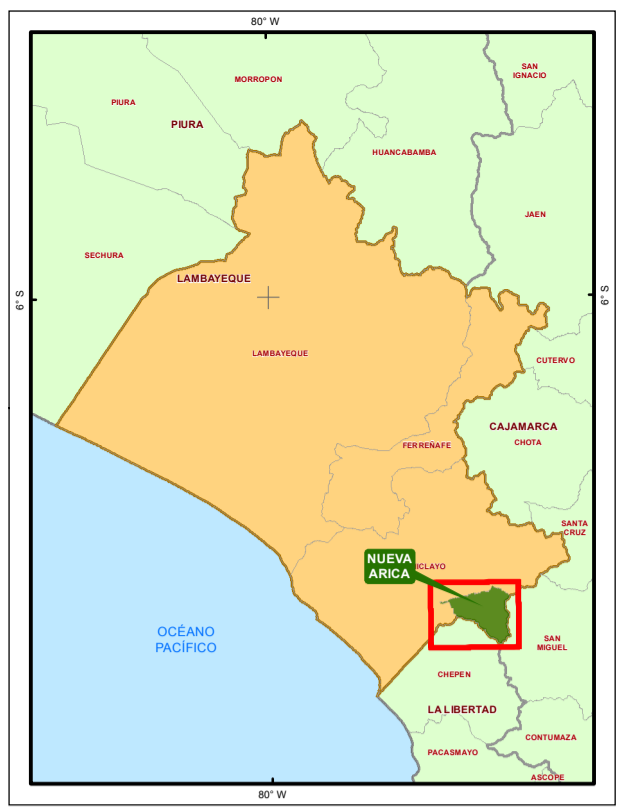 80° W
SAN
IGNACIO
MORROPON
PIURA
PIURA
HUANCABAMBA
JAEN
SECHURA
LAMBAYEQUE
6° S
6° S
LAMBAYEQUE
CUTERVO
CAJAMARCA
CHOTA
FERREÑAFE
SANTA
CRUZ
NUEVA
ARICA
ICLAYO
OCÉANO
PACÍFICO
SAN
MIGUEL
CHEPEN
LA LIBERTAD
CONTUMAZA
PACASMAYO
ASCOPE
80° W